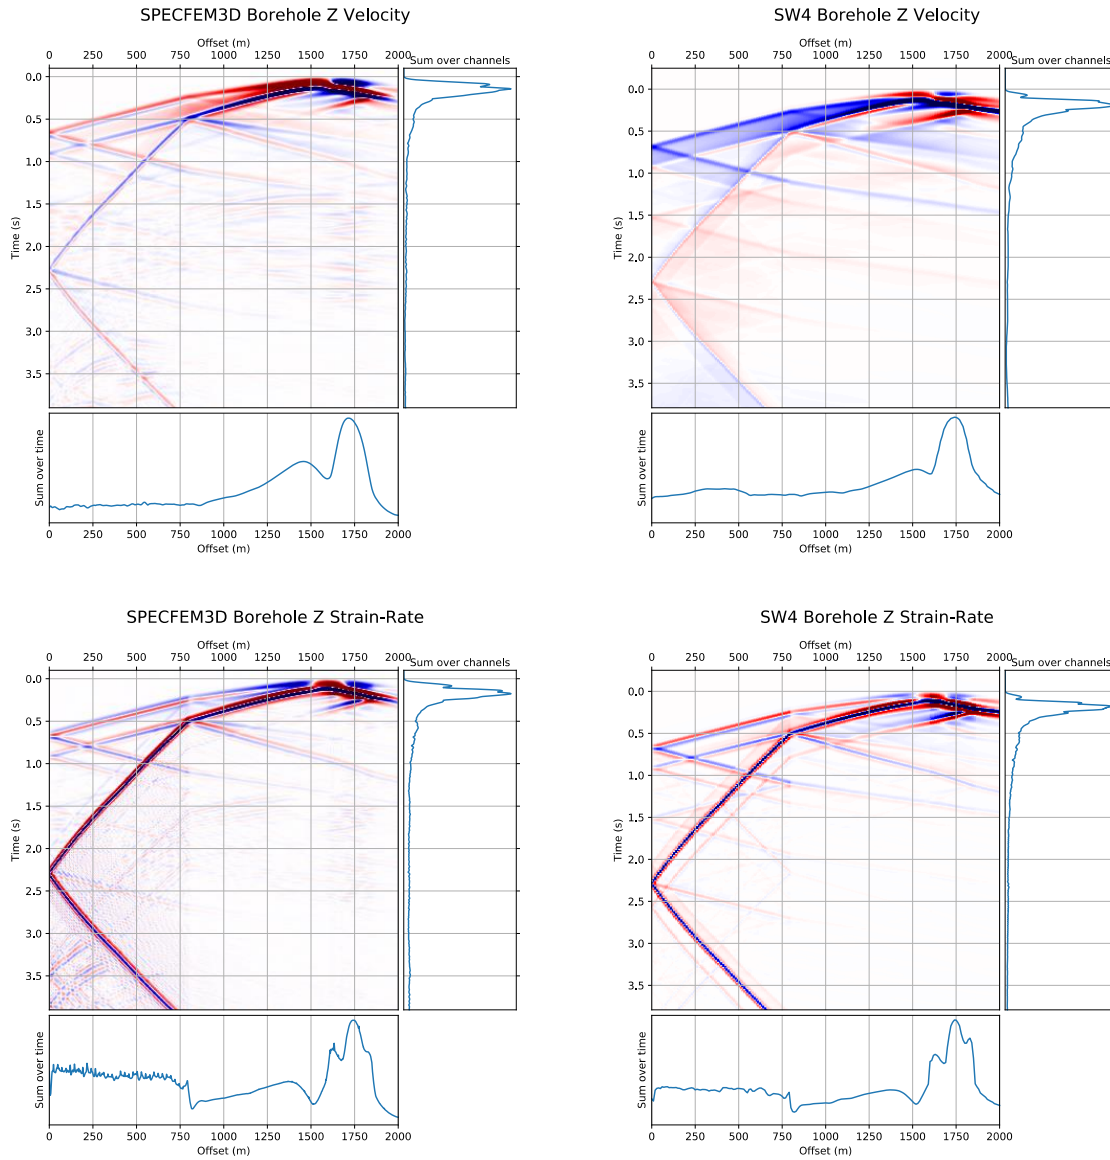 SPECFEM3D Borehole Z Velocity
Offset (m)
0 250 500 750 1000 1250 1500 1750 2000
Sum over channels
Time (s)
0.0
0.5
1.0
1.5
2.0
2.5
3.0
3.5
Sum over time
0 250 500 750 1000 1250 1500 1750 2000
Offset (m)
SW4 Borehole Z Velocity
Offset (m)
0 250 500 750 1000 1250 1500 1750 2000
Sum over channels
Time (s)
0.0
0.5
1.0
1.5
2.0
2.5
3.0
3.5
Sum over time
0 250 500 750 1000 1250 1500 1750 2000
Offset (m)
SPECFEM3D Borehole Z Strain-Rate
Offset (m)
0 250 500 750 1000 1250 1500 1750 2000
Sum over channels
Time (s)
0.0
0.5
1.0
1.5
2.0
2.5
3.0
3.5
Sum over time
0 250 500 750 1000 1250 1500 1750 2000
Offset (m)
SW4 Borehole Z Strain-Rate
Offset (m)
0 250 500 750 1000 1250 1500 1750 2000
Sum over channels
Time (s)
0.0
0.5
1.0
1.5
2.0
2.5
3.0
3.5
Sum over time
0 250 500 750 1000 1250 1500 1750 2000
Offset (m)